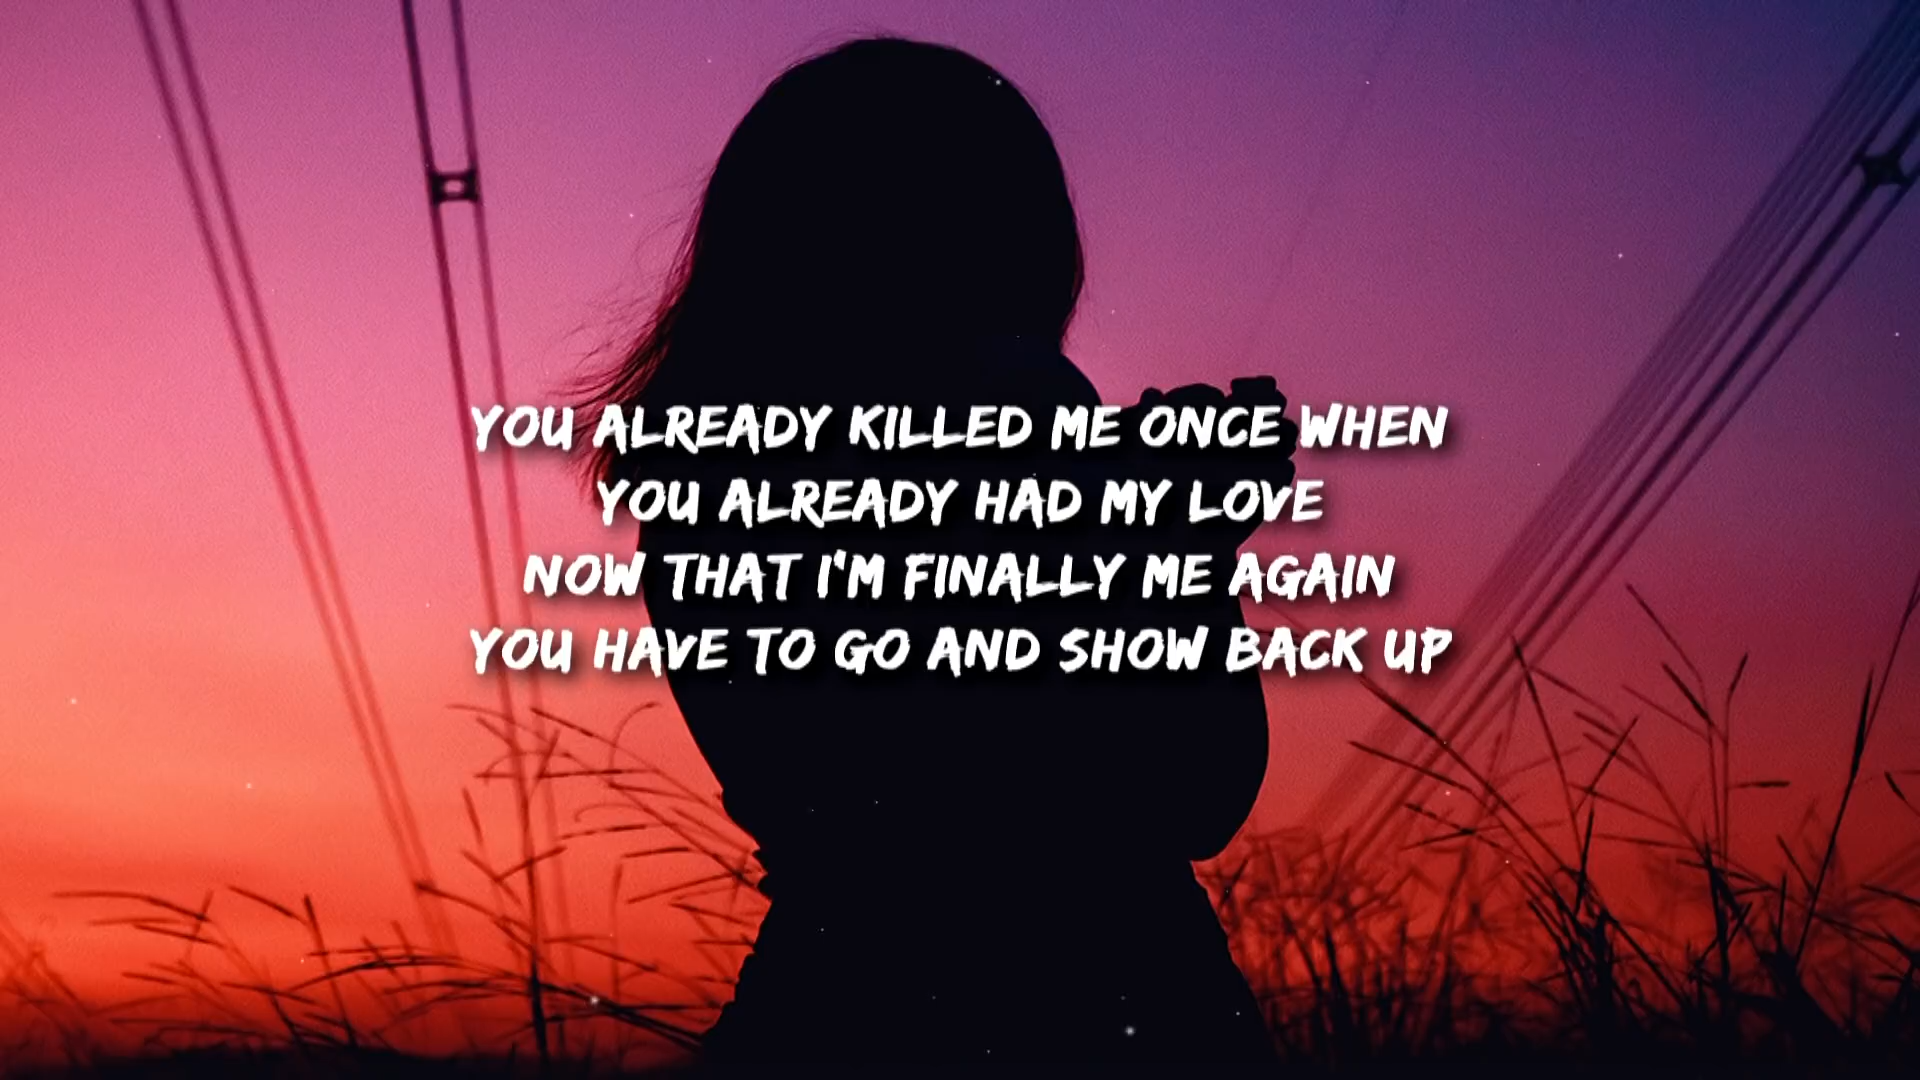 YOU ALREADY KILLED ME ONCE WHEN
YOU ALREADY HAD MY LOVE
NOW THAT I'M FINALLY ME AGAIN
YOU HAVE TO GO AND SHOW BACK UP